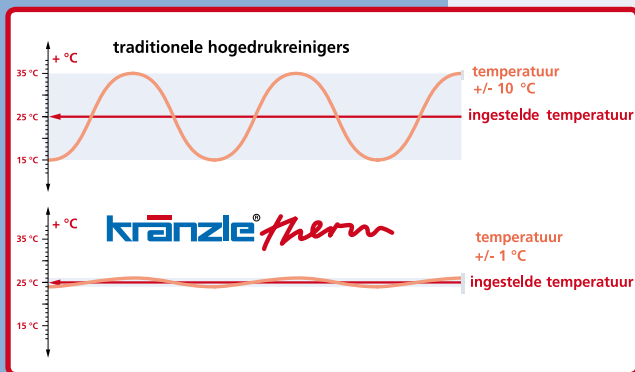 traditionele hogedrukreinigers
+ °C
35 °C
25 °C
15 °C
temperatuur
+/- 10 °C
ingestelde temperatuur
kränzle® therm
+ °C
35 °C
25 °C
15 °C
temperatuur
+/- 1 °C
ingestelde temperatuur